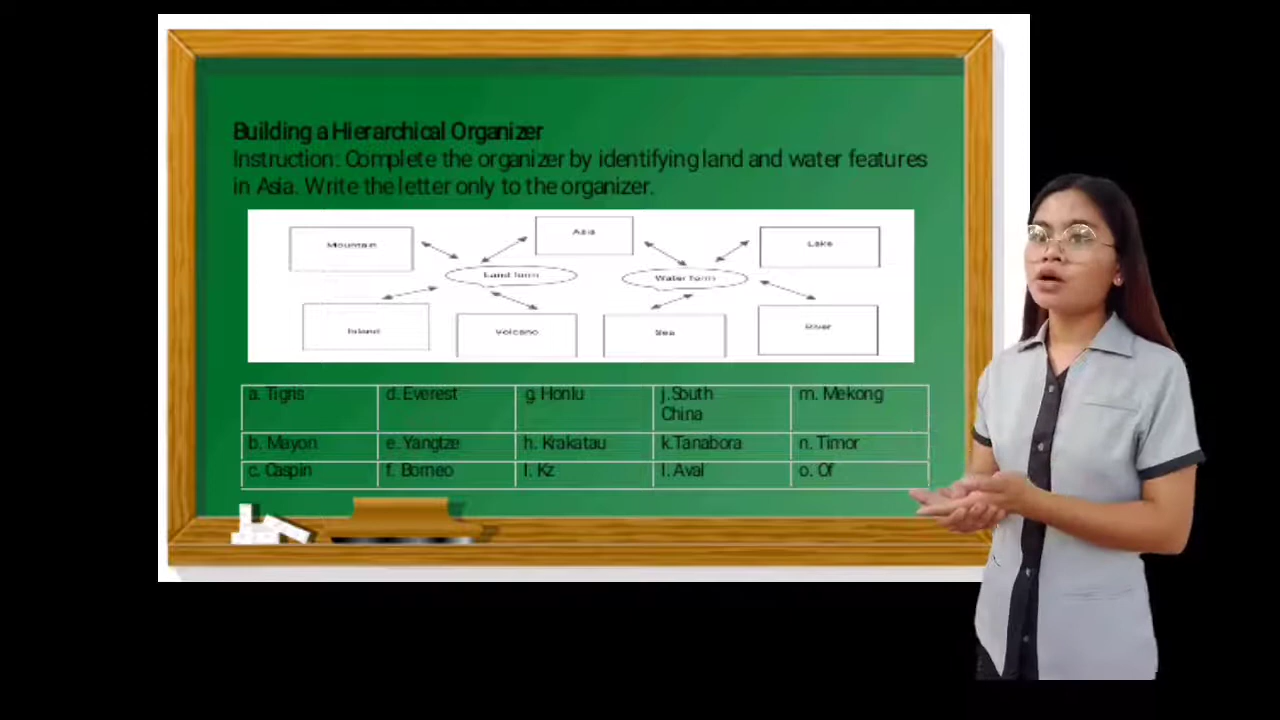 Building a Hierarchical Organizer
Instruction: Complete the organizer by identifying land and water features
in Asia. Write the letter only to the organizer.
Mountain
Asia
Lake
Land form
Water form
Island
Volcano
Sea
River
a. Tigris
d. Everest
g. Honlu
j.South
China
m. Mekong
b. Mayon
e. Yangtze
h. Krakatau
k.Tanabora
n. Timor
c. Caspin
f. Borneo
I. Kz
l. Aval
o. Of